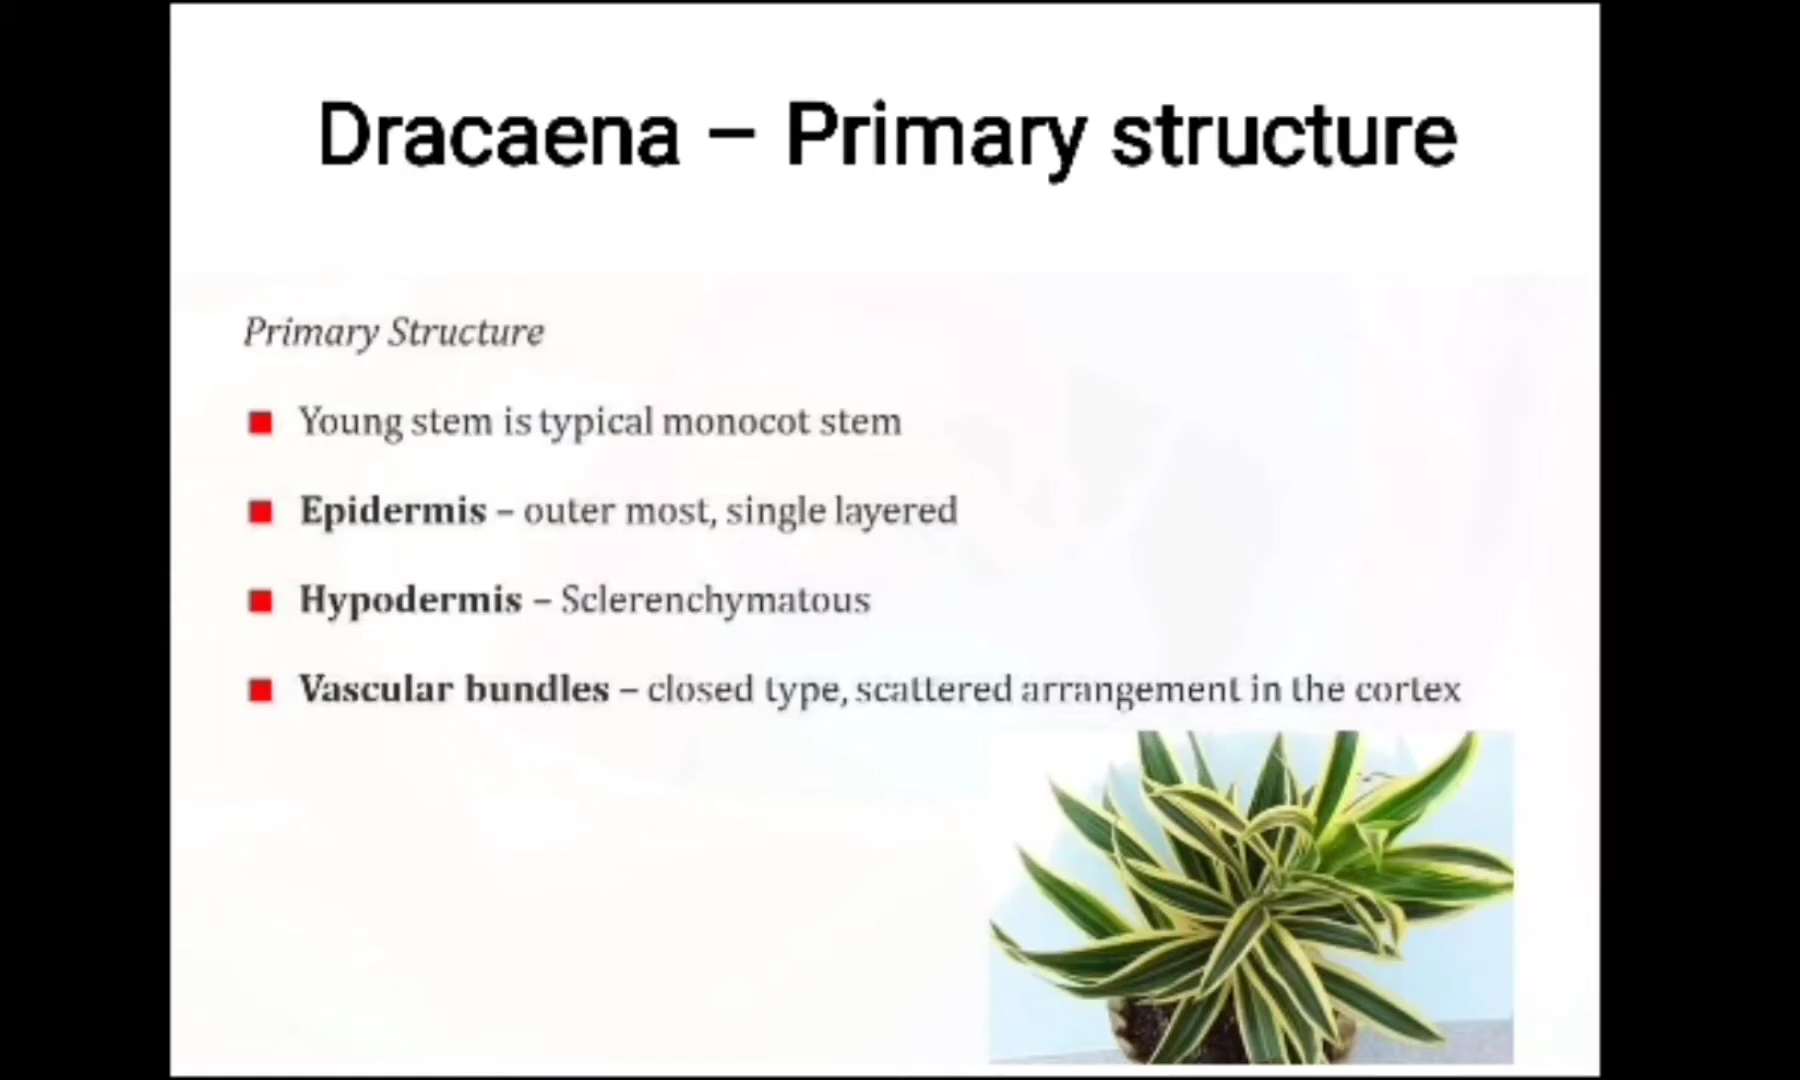 Dracaena – Primary structure
Primary Structure
Young stem is typical monocot stem
Epidermis – outer most, single layered
Hypodermis – Sclerenchymatous
Vascular bundles – closed type, scattered arrangement in the cortex